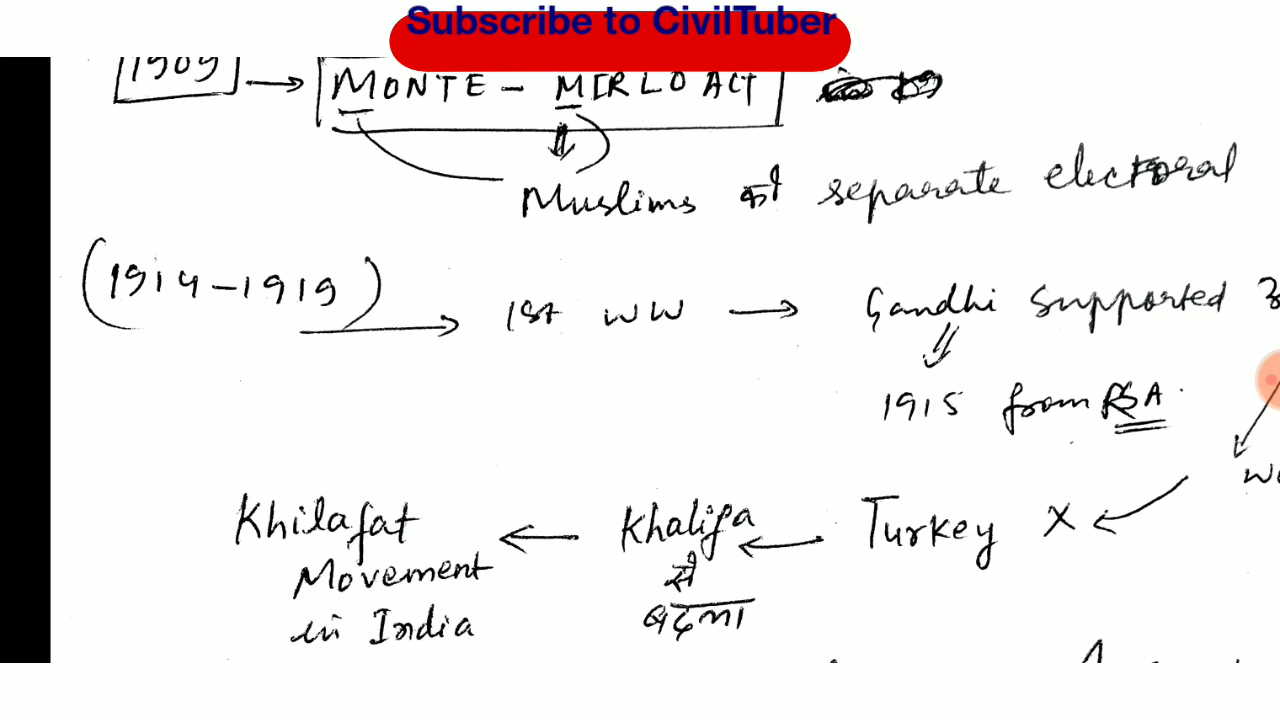 Subscribe to CivilTuber
1909 → MONTE - MIRLO ACT
Muslims को separate electoral
(1914-1919) → 1st WW → Gandhi supported
1915 from RSA.
Khilafat ← Khalifa ← Turkey X
Movement से
in India बदला